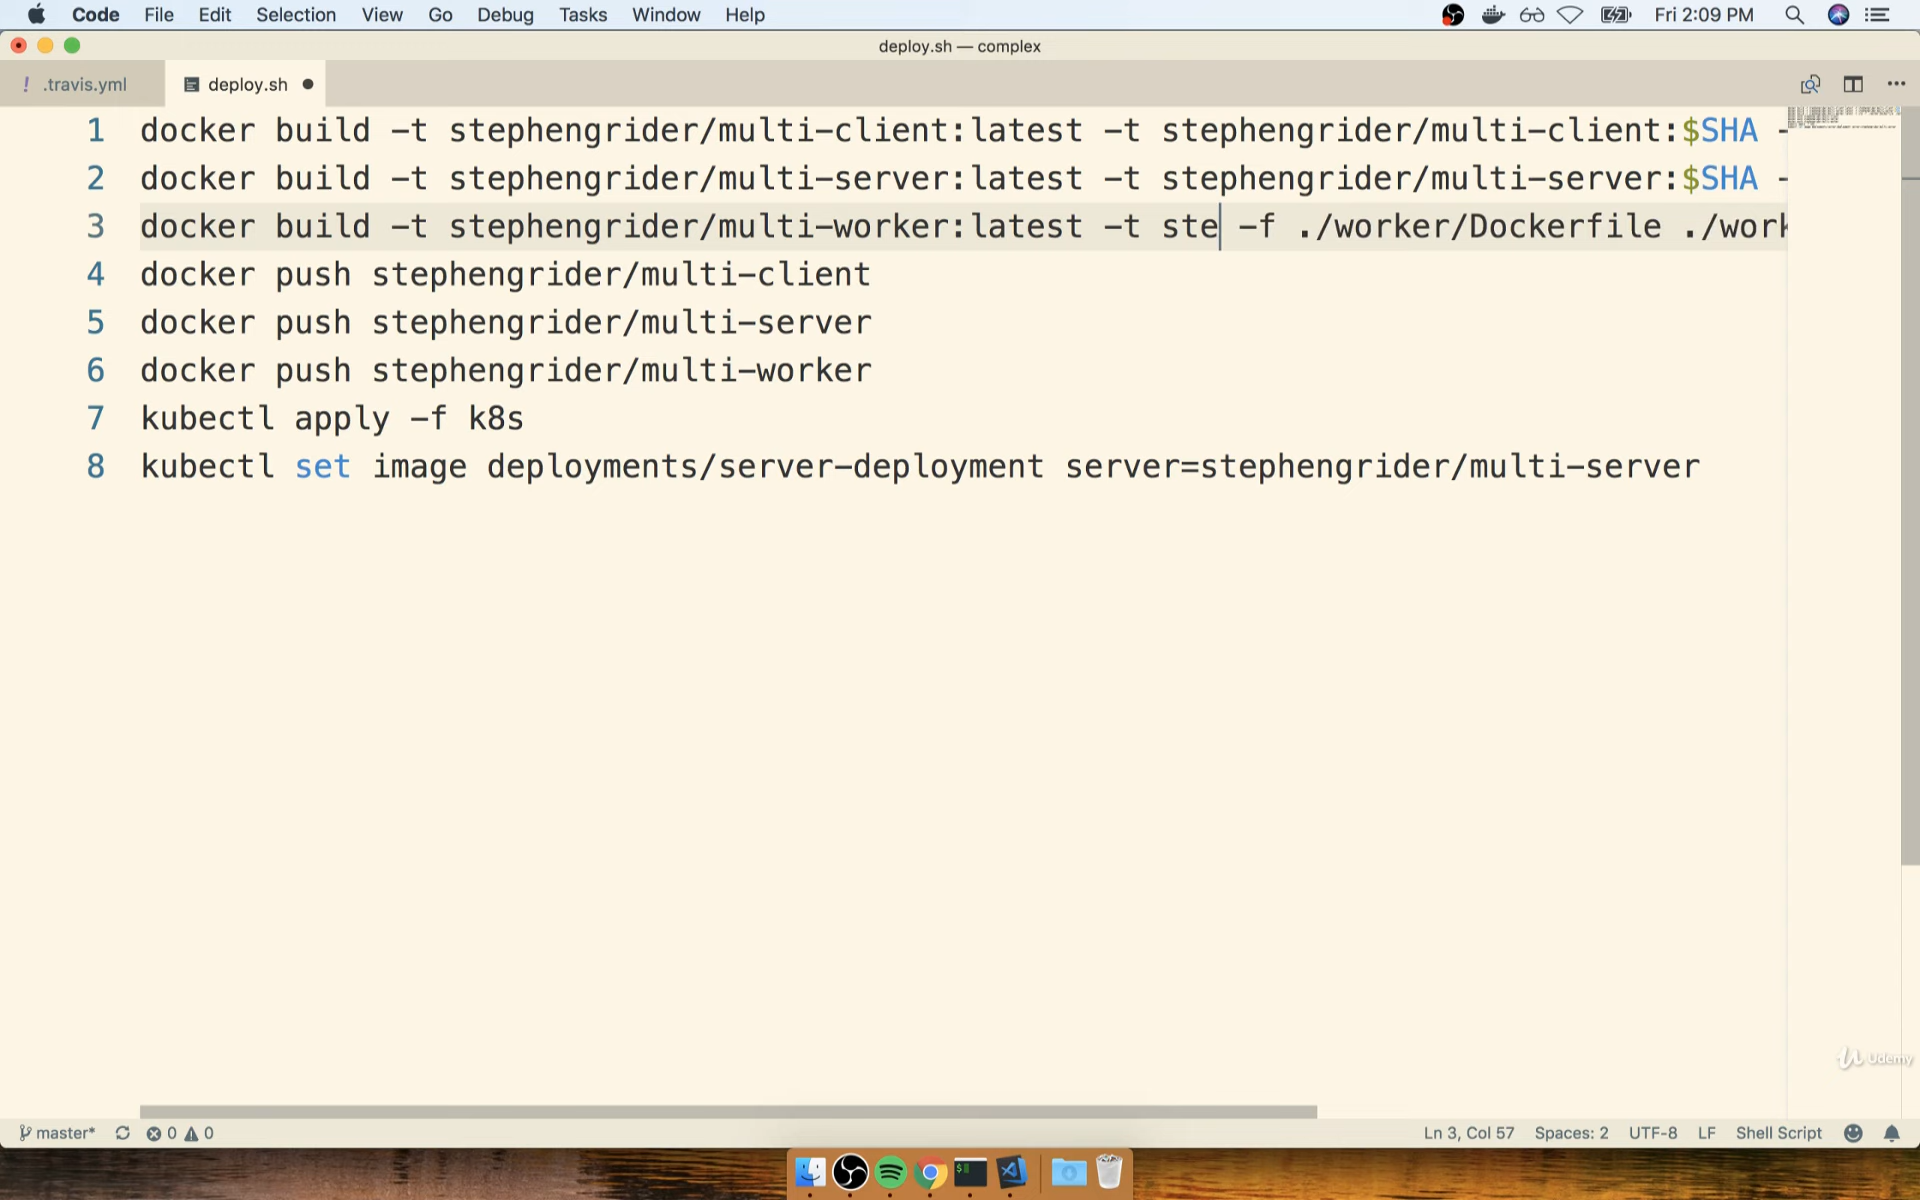 Code File Edit Selection View Go Debug Tasks Window Help Fri 2:09 PM
deploy.sh — complex
! .travis.yml deploy.sh
1 docker build -t stephengrider/multi-client:latest -t stephengrider/multi-client:$SHA -
2 docker build -t stephengrider/multi-server:latest -t stephengrider/multi-server:$SHA -
3 docker build -t stephengrider/multi-worker:latest -t ste -f ./worker/Dockerfile ./work
4 docker push stephengrider/multi-client
5 docker push stephengrider/multi-server
6 docker push stephengrider/multi-worker
7 kubectl apply -f k8s
8 kubectl set image deployments/server-deployment server=stephengrider/multi-server
Udemy
master* 0 0 Ln 3, Col 57 Spaces: 2 UTF-8 LF Shell Script